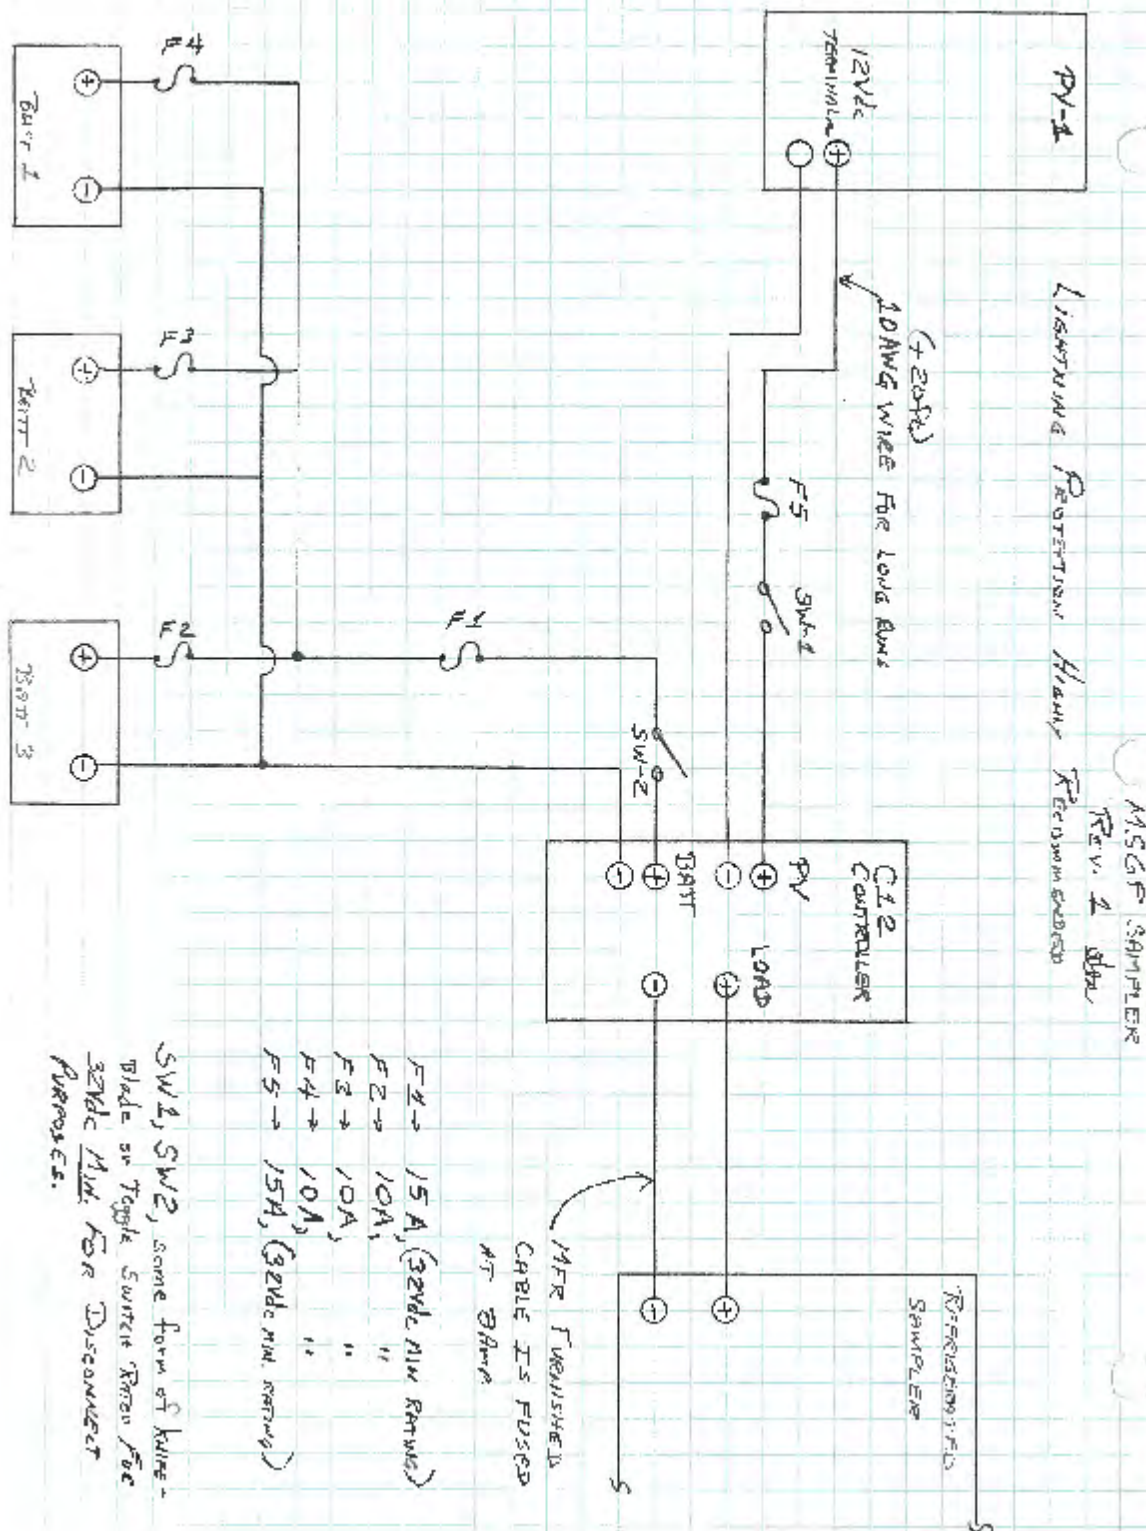 MSGF SAMPLER
Rev. 1
LIGHTNING PROTECTION HIGHLY RECOMMENDED
PV-1
12Vdc
TERMINALS
+
(+20ft)
10AWG WIRE FOR LONG RUNS
F5
SW-1
C12
CONTROLLER
PV
+
-
BATT
+
-
LOAD
+
-
REFRIGERATED
SAMPLER
+
-
S
S
MFR FURNISHED
CABLE IS FUSED
AT 8AMP
SW-2
F1
F4
F3
F2
+
-
BATT 1
+
-
BATT-2
+
-
BATT-3
F1→ 15A, (32Vdc MIN RATING)
F2→ 10A, "
F3→ 10A, "
F4→ 10A, "
F5→ 15A, (32Vdc MIN. RATING)
SW1, SW2, some form of KNIFE-
Blade or Toggle SWITCH RATED FOR
32Vdc MIN. FOR DISCONNECT
PURPOSES.